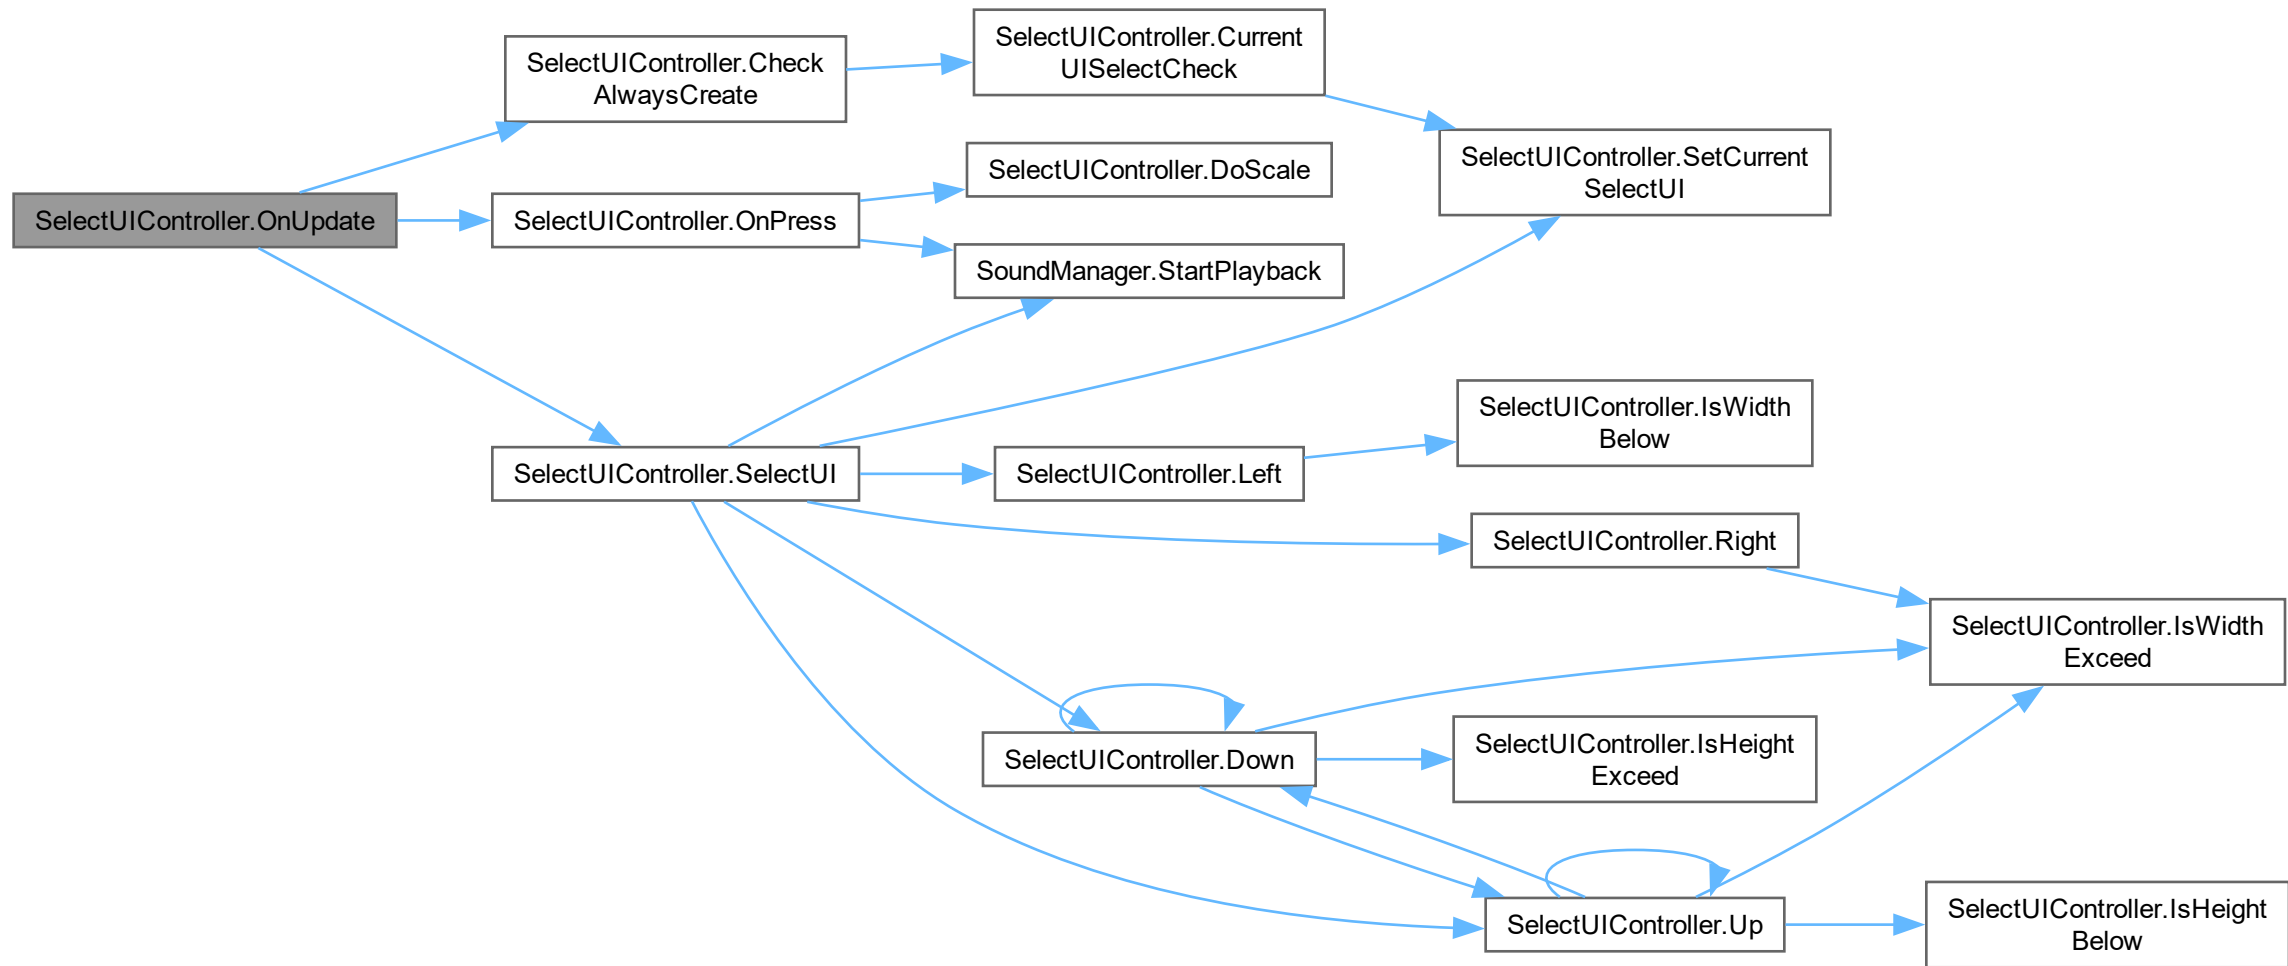 SelectUIController.Check
AlwaysCreate
SelectUIController.Current
UISelectCheck
SelectUIController.SetCurrent
SelectUI
SelectUIController.DoScale
SelectUIController.OnUpdate
SelectUIController.OnPress
SoundManager.StartPlayback
SelectUIController.IsWidth
Below
SelectUIController.SelectUI
SelectUIController.Left
SelectUIController.Right
SelectUIController.IsWidth
Exceed
SelectUIController.Down
SelectUIController.IsHeight
Exceed
SelectUIController.Up
SelectUIController.IsHeight
Below